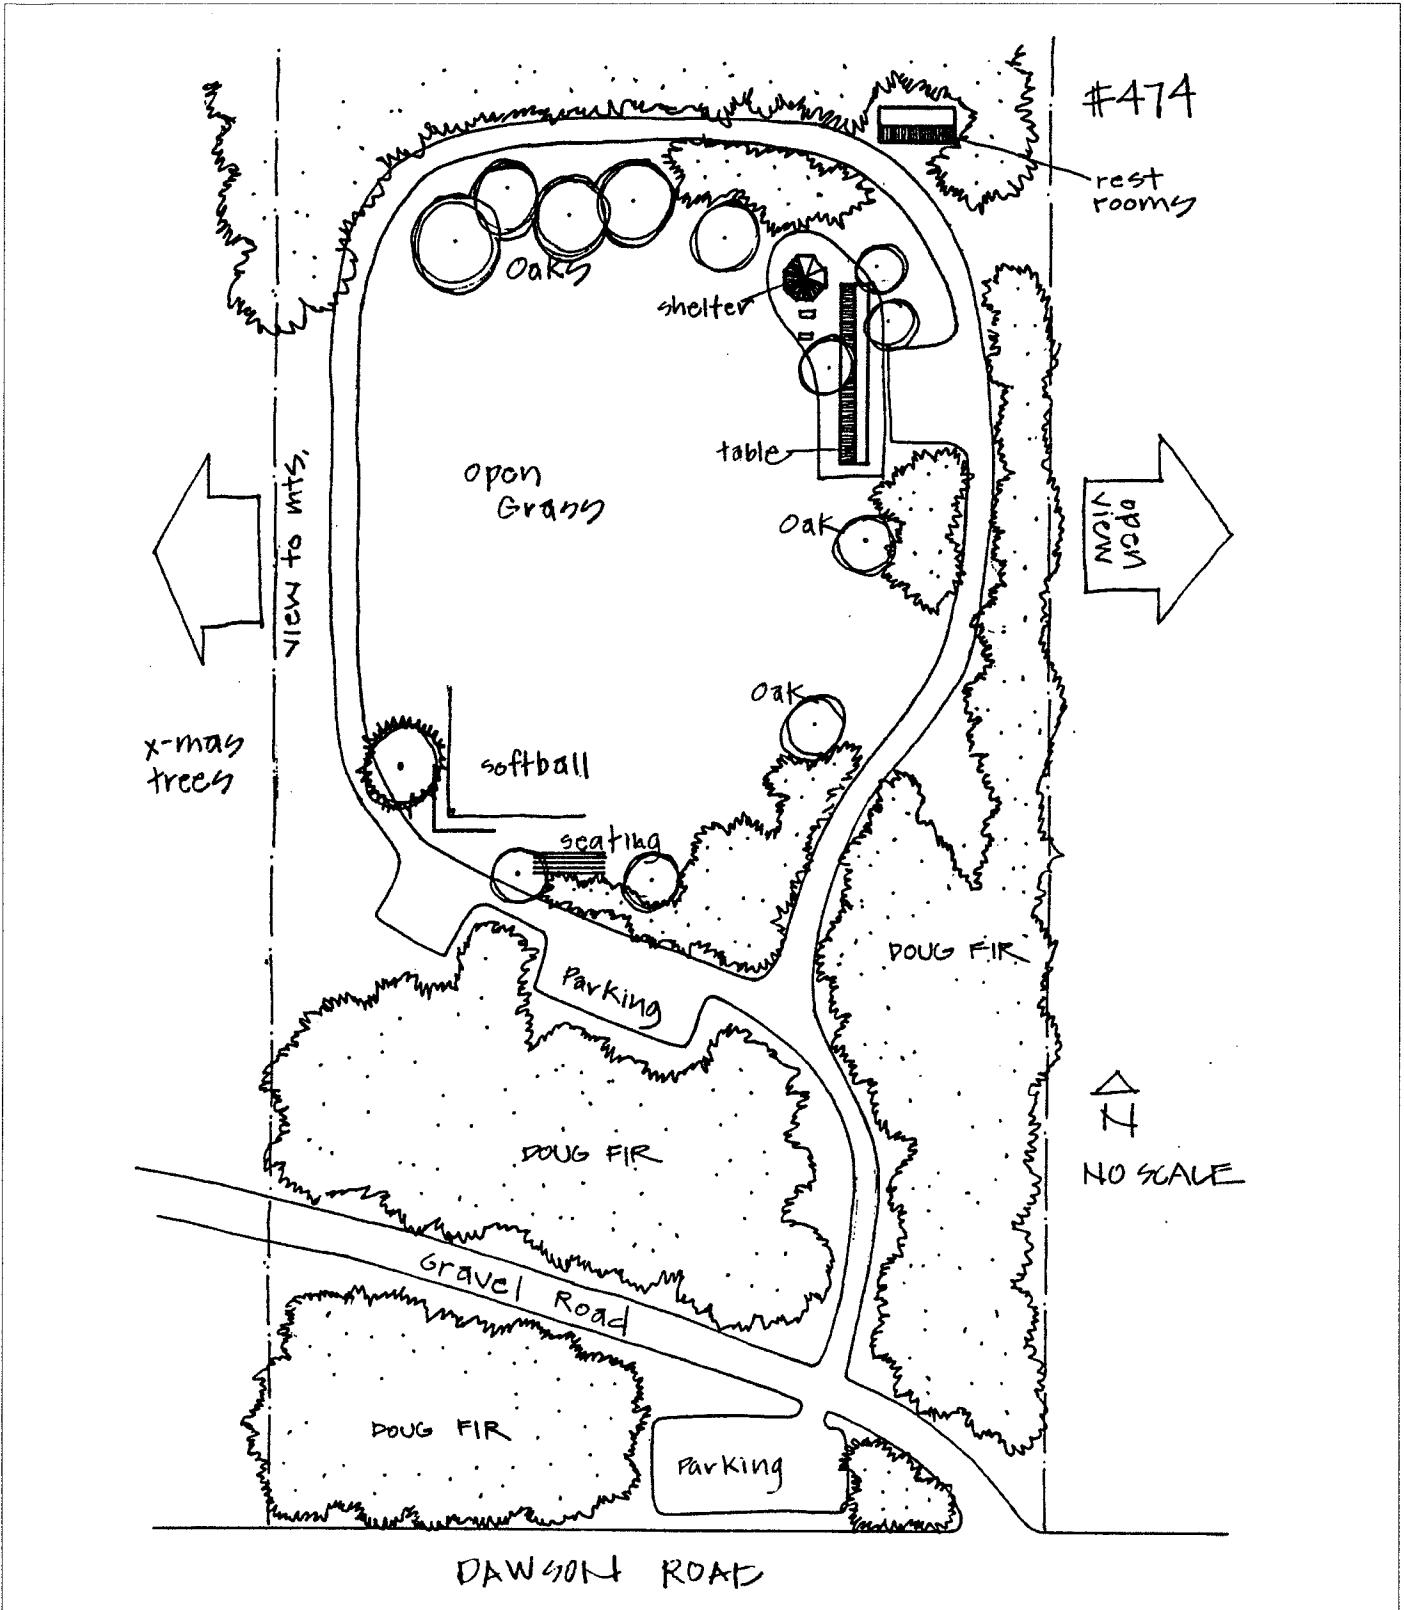 #474
rest
rooms
Oaks
shelter
table
open
Grass
view to mts.
Oak
open
view
Oak
x-mas
trees
softball
seating
DOUG FIR
Parking
N
NO SCALE
DOUG FIR
Gravel Road
DOUG FIR
Parking
DAWSON ROAD